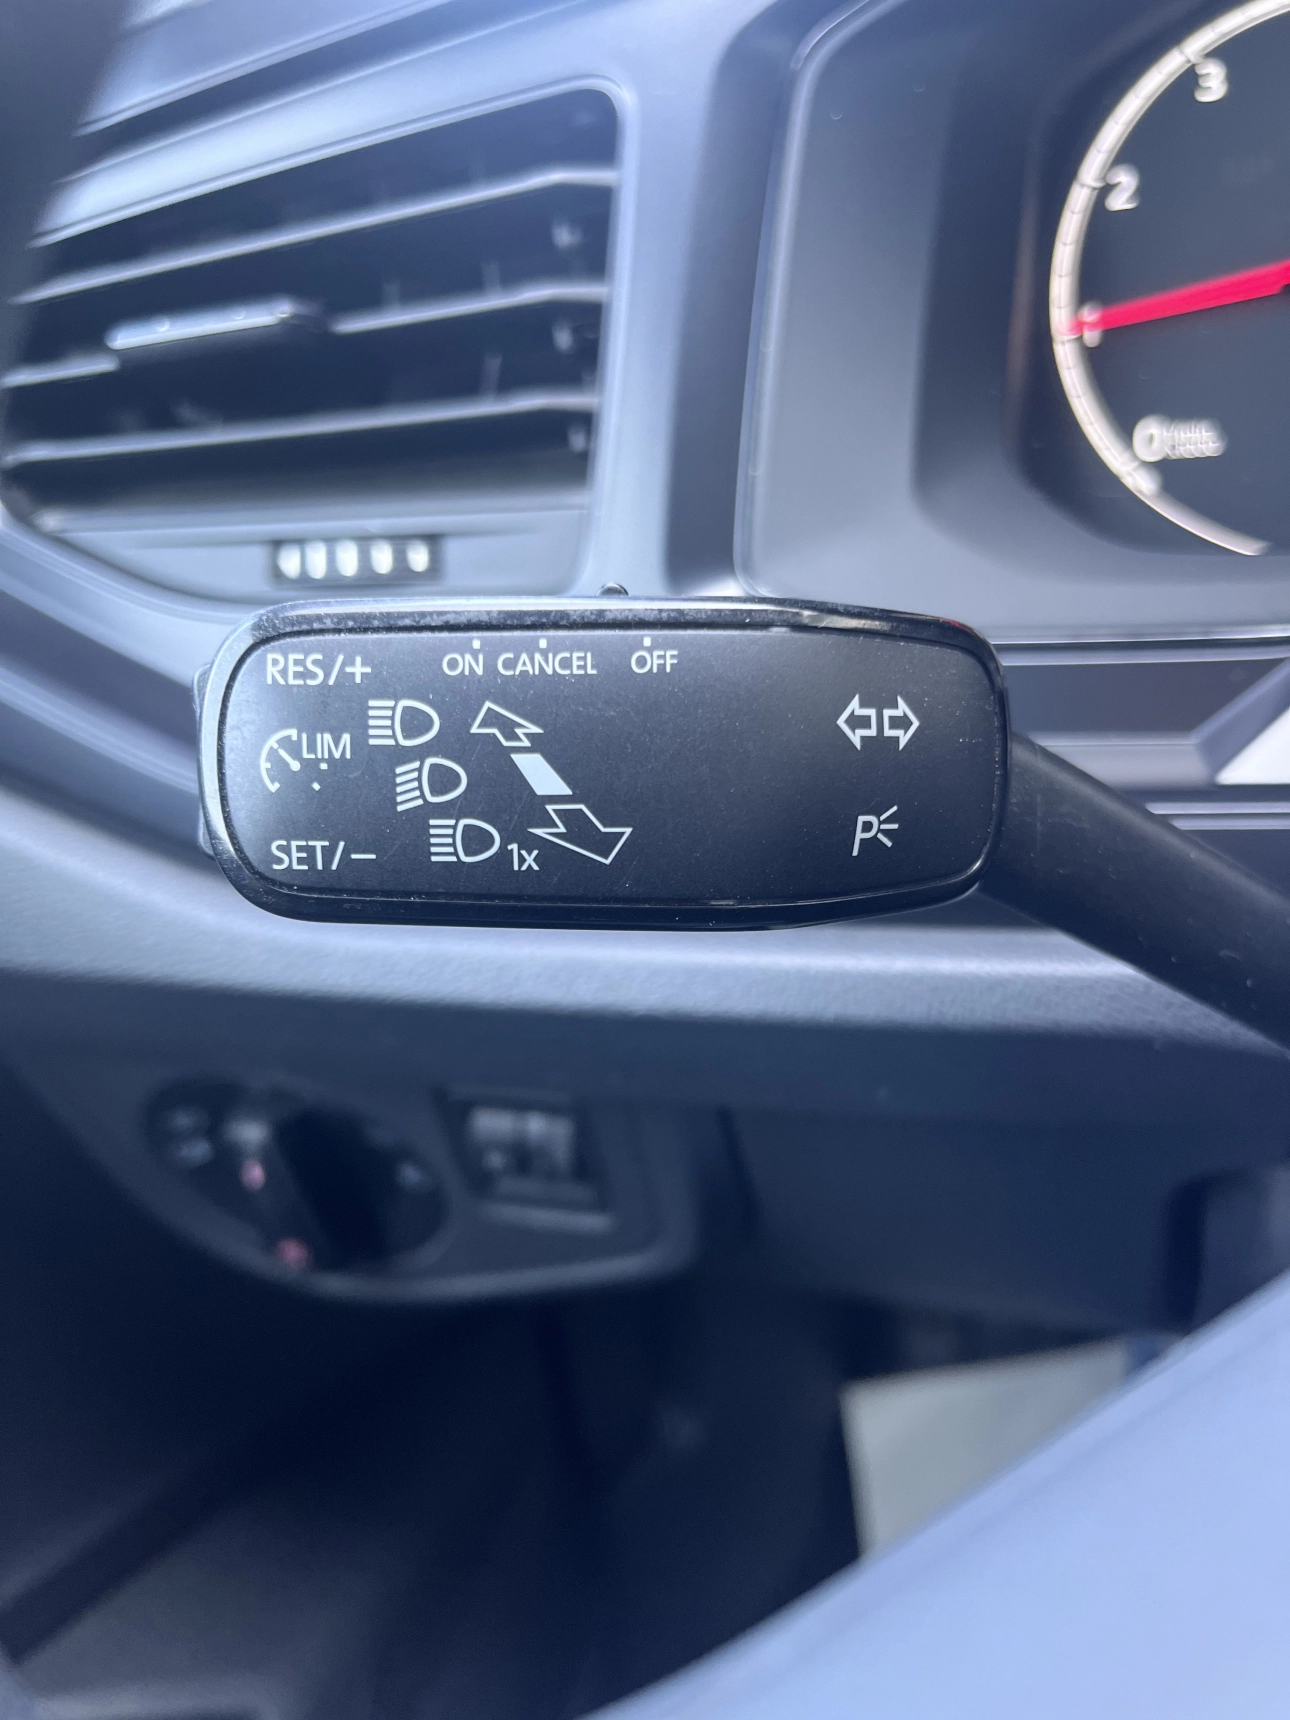 3
2
1
0
RES/+ ON CANCEL OFF
LIM
SET/− 1x
P